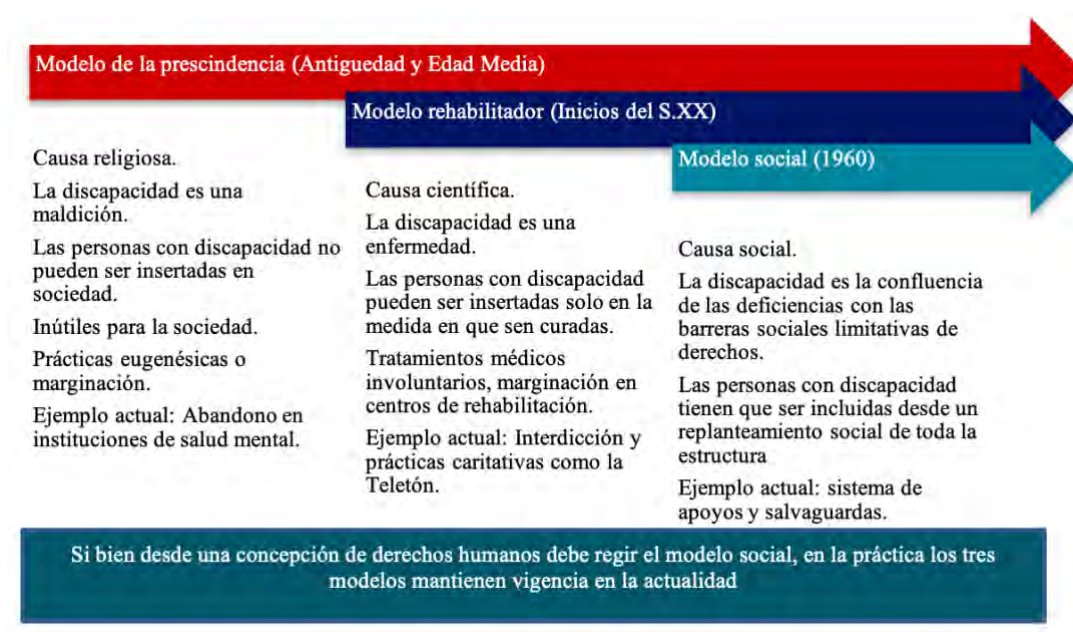 Modelo de la prescindencia (Antiguedad y Edad Media)
Modelo rehabilitador (Inicios del S.XX)
Modelo social (1960)
Causa religiosa.
La discapacidad es una
maldición.
Las personas con discapacidad no
pueden ser insertadas en
sociedad.
Inútiles para la sociedad.
Prácticas eugenésicas o
marginación.
Ejemplo actual: Abandono en
instituciones de salud mental.
Causa científica.
La discapacidad es una
enfermedad.
Las personas con discapacidad
pueden ser insertadas solo en la
medida en que sen curadas.
Tratamientos médicos
involuntarios, marginación en
centros de rehabilitación.
Ejemplo actual: Interdicción y
prácticas caritativas como la
Teletón.
Causa social.
La discapacidad es la confluencia
de las deficiencias con las
barreras sociales limitativas de
derechos.
Las personas con discapacidad
tienen que ser incluidas desde un
replanteamiento social de toda la
estructura
Ejemplo actual: sistema de
apoyos y salvaguardas.
Si bien desde una concepción de derechos humanos debe regir el modelo social, en la práctica los tres
modelos mantienen vigencia en la actualidad